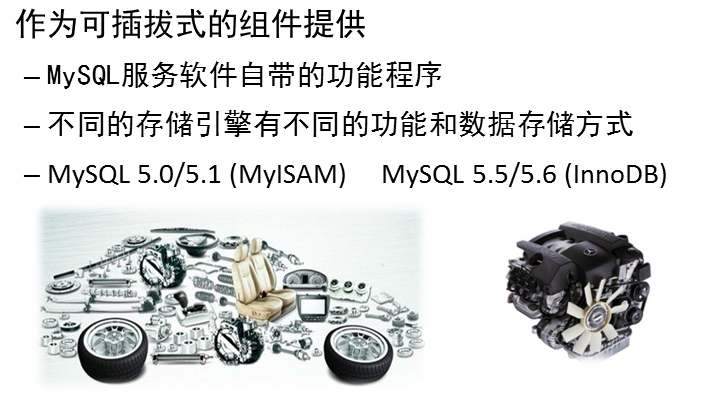 作为可插拔式的组件提供
– MySQL服务软件自带的功能程序
– 不同的存储引擎有不同的功能和数据存储方式
– MySQL 5.0/5.1 (MyISAM) MySQL 5.5/5.6 (InnoDB)